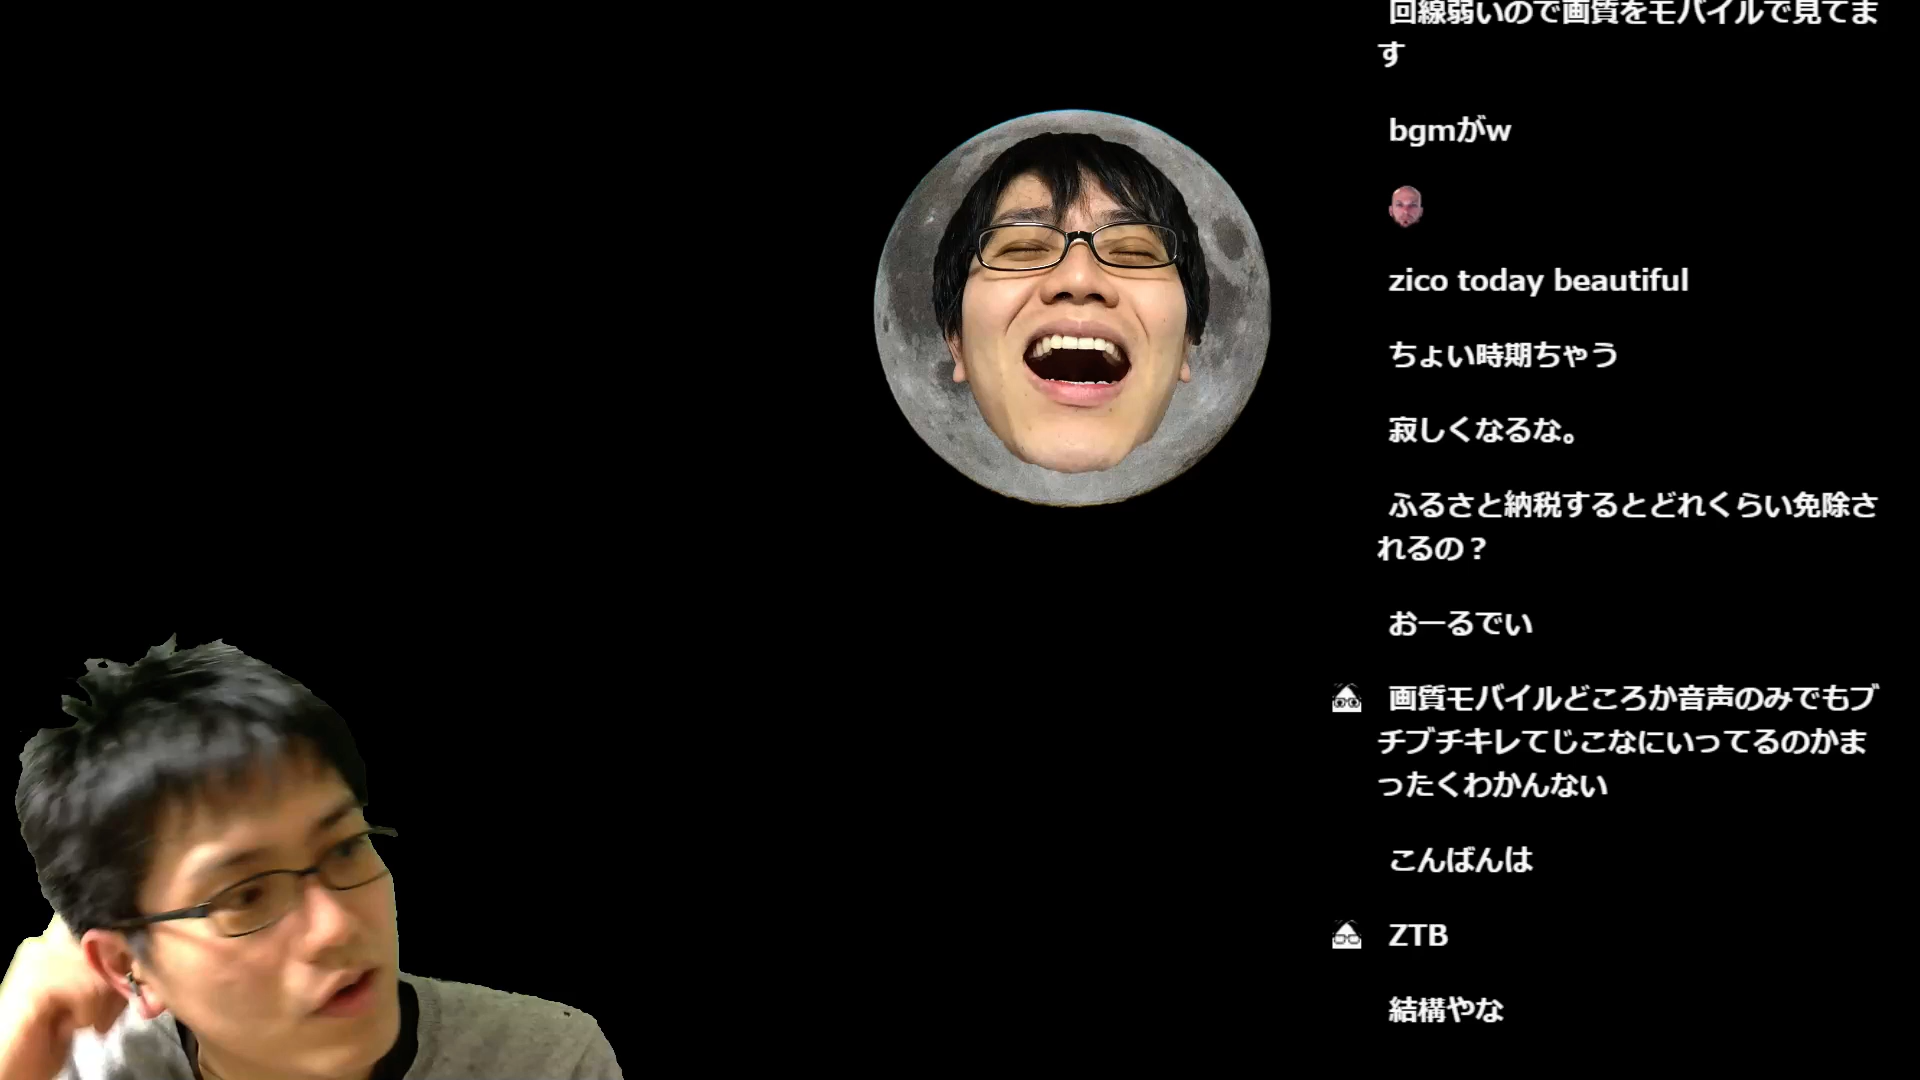 回線弱いので画質をモバイルで見てま
す
bgmがw
zico today beautiful
ちょい時期ちゃう
寂しくなるな。
ふるさと納税するとどれくらい免除さ
れるの？
おーるでい
画質モバイルどころか音声のみでもブ
チブチキレてじこなにいってるのかま
ったくわかんない
こんばんは
ZTB
結構やな